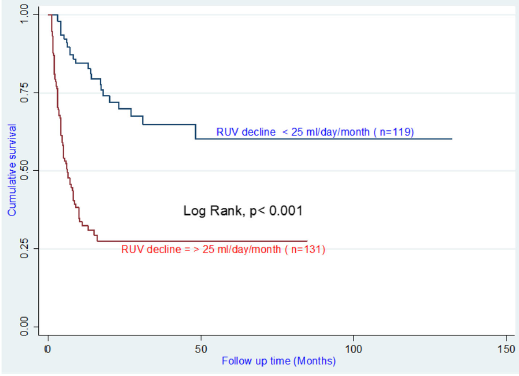 1.00
0.75
0.50
0.25
0.00
Cumulative survival
RUV decline < 25 ml/day/month ( n=119)
Log Rank, p< 0.001
RUV decline = > 25 ml/day/month ( n=131)
0 50 100 150
Follow up time (Months)